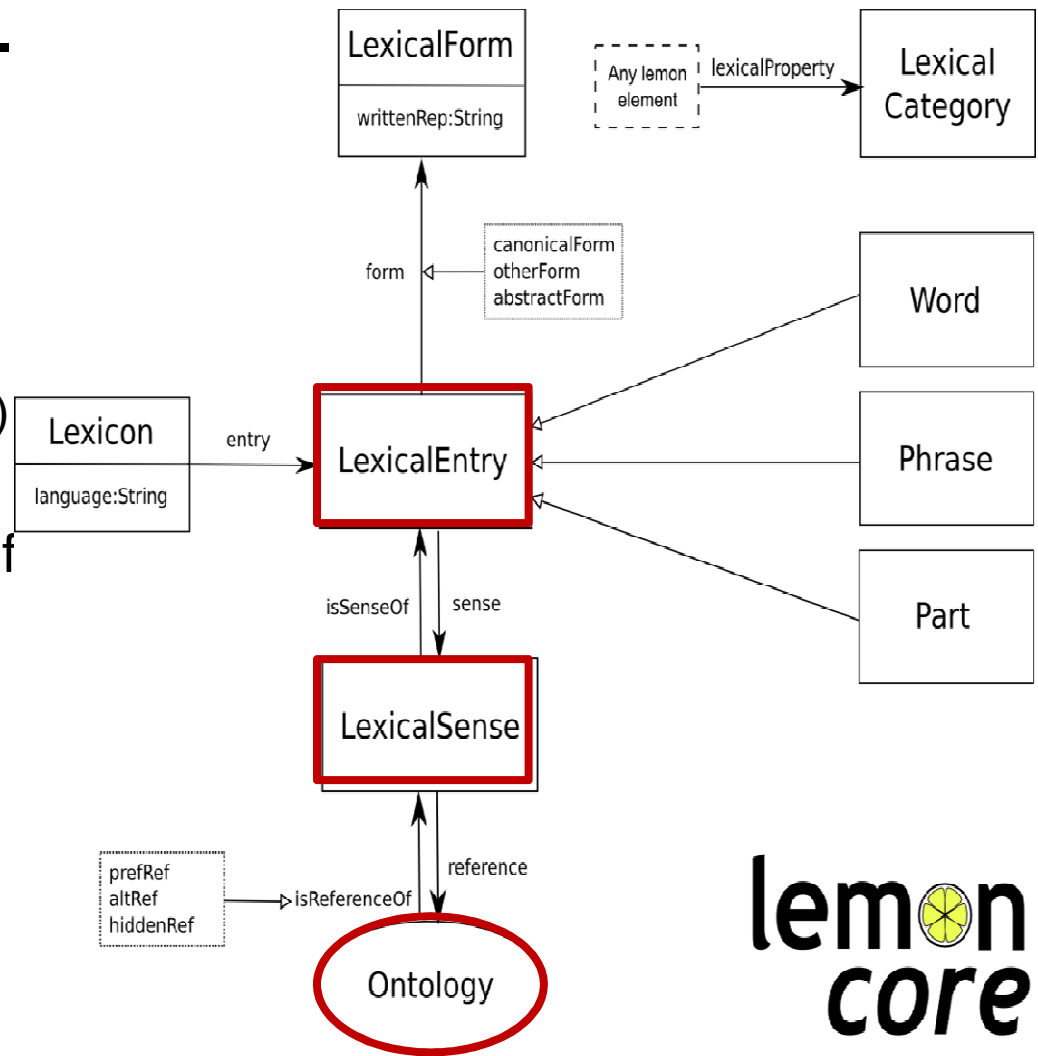 LexicalForm
writtenRep:String
Any lemon
element
lexicalProperty
Lexical
Category
canonicalForm
otherForm
abstractForm
form
Word
)
Lexicon
language:String
entry
LexicalEntry
Phrase
f
isSenseOf
sense
Part
LexicalSense
prefRef
altRef
hiddenRef
isReferenceOf
reference
Ontology
lemon
core